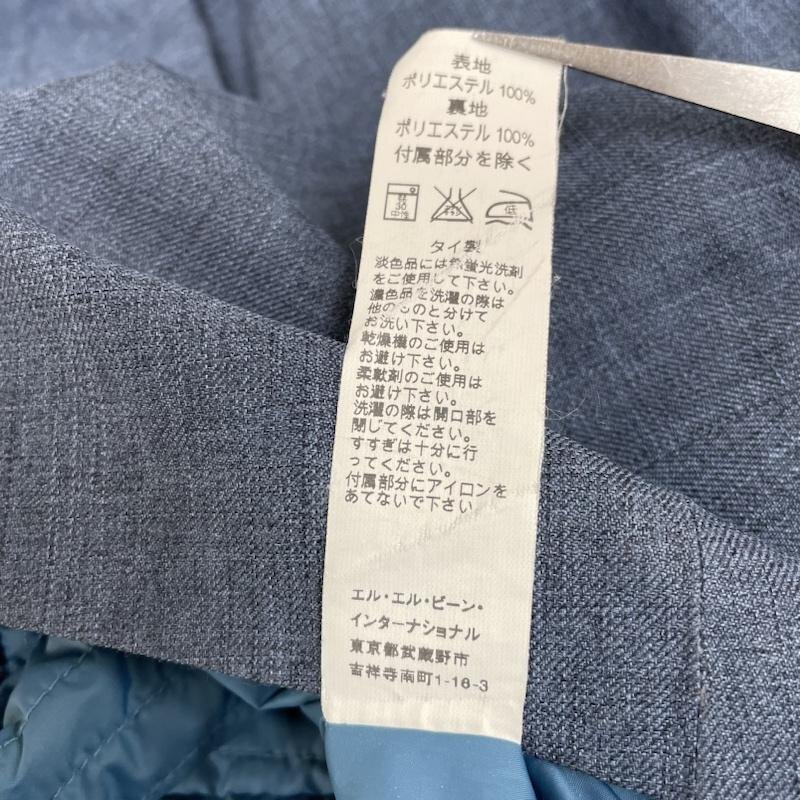 表地
ポリエステル 100%
裏地
ポリエステル 100%
付属部分を除く
30
中性
低
タイ製
淡色品には無蛍光洗剤
をご使用して下さい。
濃色品を洗濯の際は
他のものと分けて
お洗い下さい。
乾燥機のご使用は
お避け下さい。
柔軟剤のご使用は
お避け下さい。
洗濯の際は開口部を
閉じてください。
すすぎは十分に行
ってください。
付属部分にアイロンを
あてないで下さい
エル・エル・ビーン・
インターナショナル
東京都武蔵野市
吉祥寺南町1-16-3